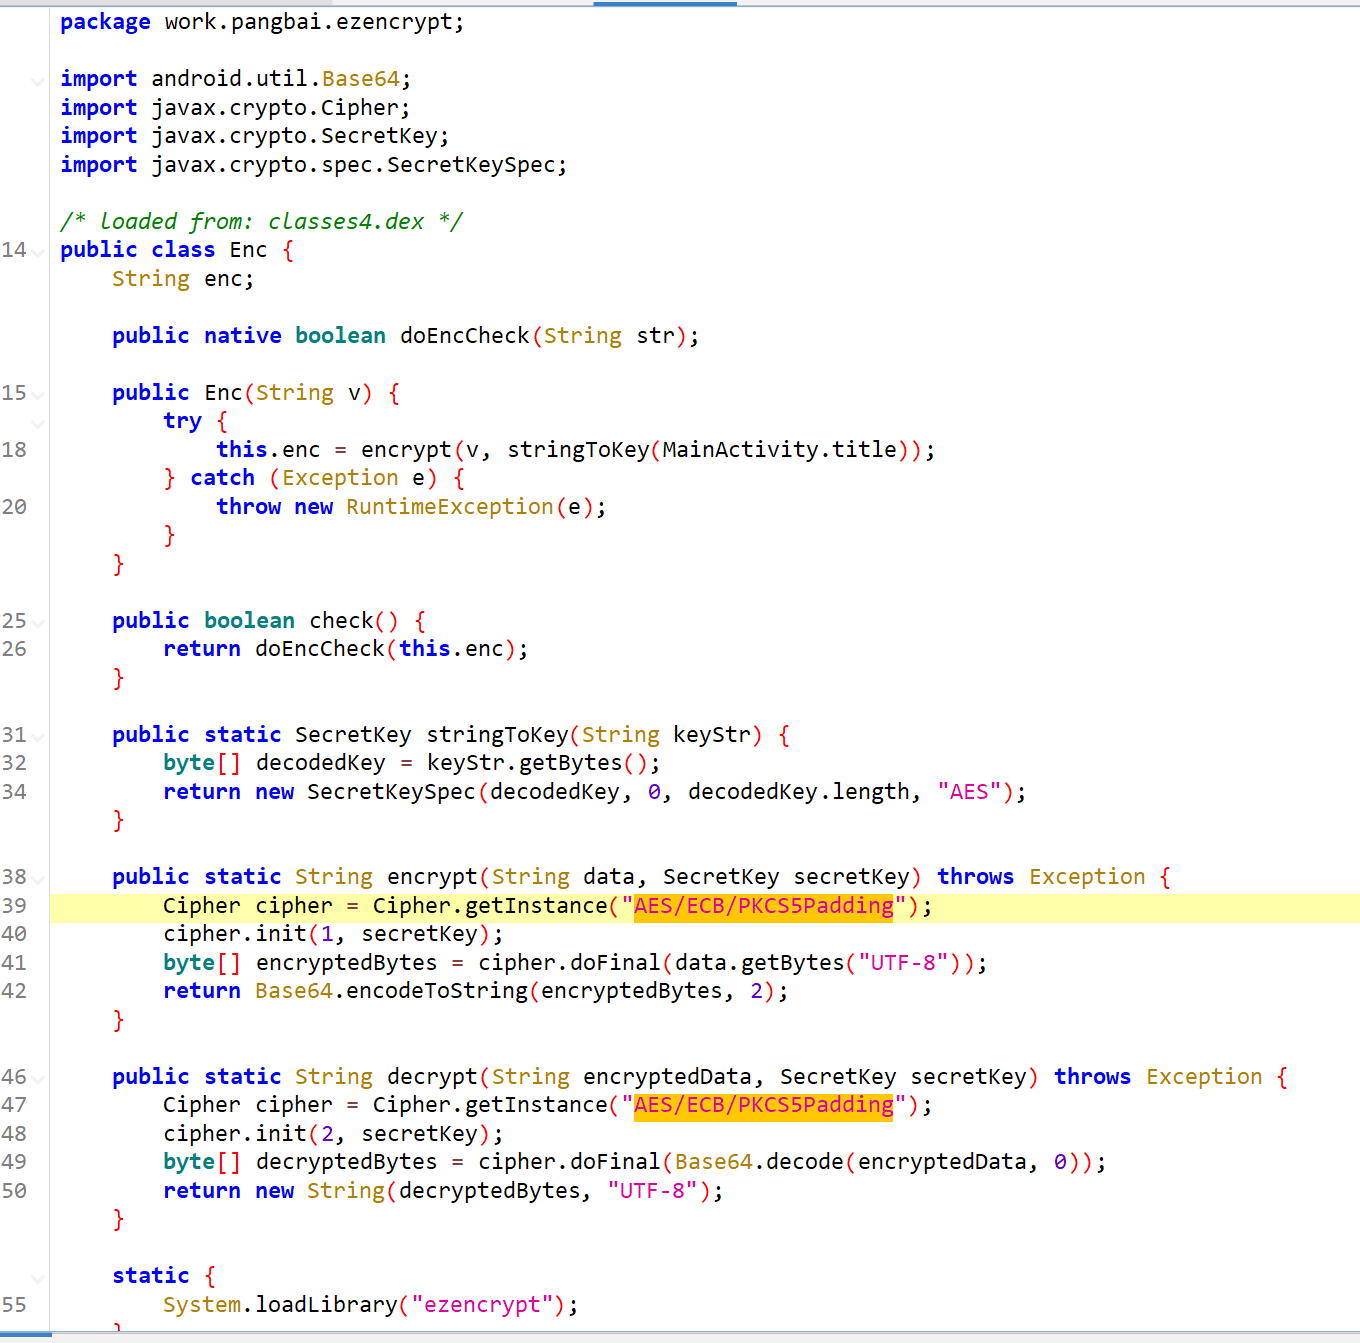 package work.pangbai.ezencrypt;
import android.util.Base64;
import javax.crypto.Cipher;
import javax.crypto.SecretKey;
import javax.crypto.spec.SecretKeySpec;
/* loaded from: classes4.dex */
14 public class Enc {
String enc;
public native boolean doEncCheck(String str);
15 public Enc(String v) {
try {
18 this.enc = encrypt(v, stringToKey(MainActivity.title));
} catch (Exception e) {
20 throw new RuntimeException(e);
}
}
25 public boolean check() {
26 return doEncCheck(this.enc);
}
31 public static SecretKey stringToKey(String keyStr) {
32 byte[] decodedKey = keyStr.getBytes();
34 return new SecretKeySpec(decodedKey, 0, decodedKey.length, "AES");
}
38 public static String encrypt(String data, SecretKey secretKey) throws Exception {
39 Cipher cipher = Cipher.getInstance("AES/ECB/PKCS5Padding");
40 cipher.init(1, secretKey);
41 byte[] encryptedBytes = cipher.doFinal(data.getBytes("UTF-8"));
42 return Base64.encodeToString(encryptedBytes, 2);
}
46 public static String decrypt(String encryptedData, SecretKey secretKey) throws Exception {
47 Cipher cipher = Cipher.getInstance("AES/ECB/PKCS5Padding");
48 cipher.init(2, secretKey);
49 byte[] decryptedBytes = cipher.doFinal(Base64.decode(encryptedData, 0));
50 return new String(decryptedBytes, "UTF-8");
}
static {
55 System.loadLibrary("ezencrypt");
}